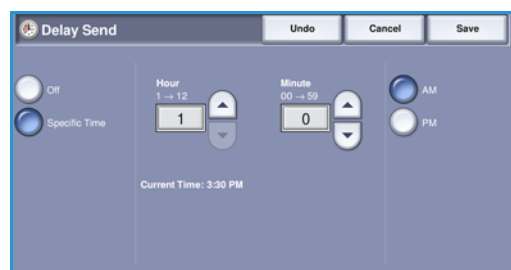 Delay Send
Undo
Cancel
Save
Off
Specific Time
Hour
1 → 12
1
Minute
00 → 59
0
AM
PM
Current Time: 3:30 PM